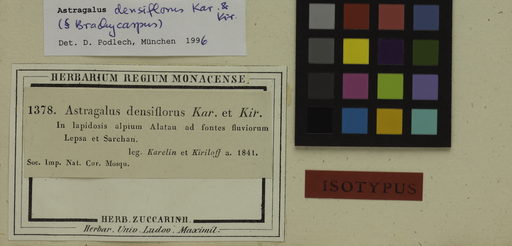 Astragalus densiflorus Kar. &
(§ Brachycarpus) Kir.
Det. D. Podlech, München 1996
HERBARIUM REGIUM MONACENSE.
1378. Astragalus densiflorus Kar. et Kir.
In lapidosis alpium Alatau ad fontes fluviorum
Lepsa et Sarchan.
leg. Karelin et Kiriloff a. 1841.
Soc. Imp. Nat. Cur. Mosqu.
HERB. ZUCCARINII.
Herbar. Univ. Ludov. Maximil.
ISOTYPUS